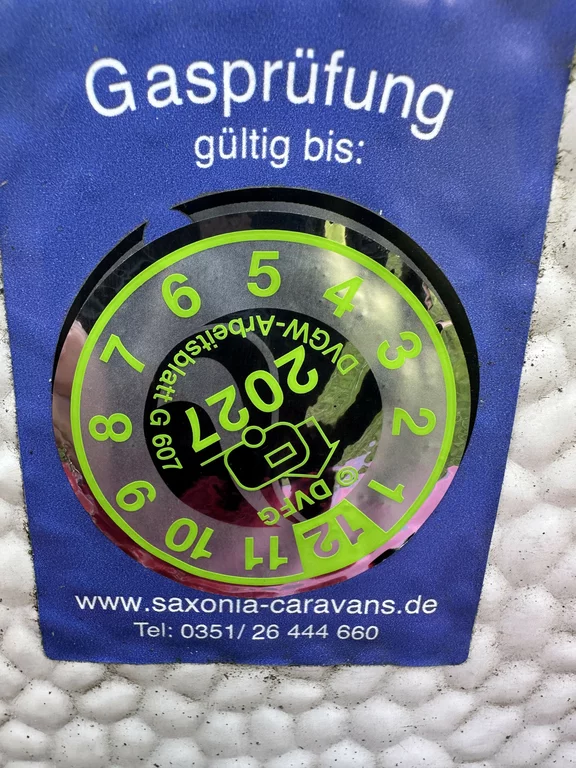 Gasprüfung
gültig bis:
5
4
3
2
1
12
11
10
9
8
7
6
DVGW-Arbeitsblatt G 607
2027
© DVFG
www.saxonia-caravans.de
Tel: 0351/ 26 444 660